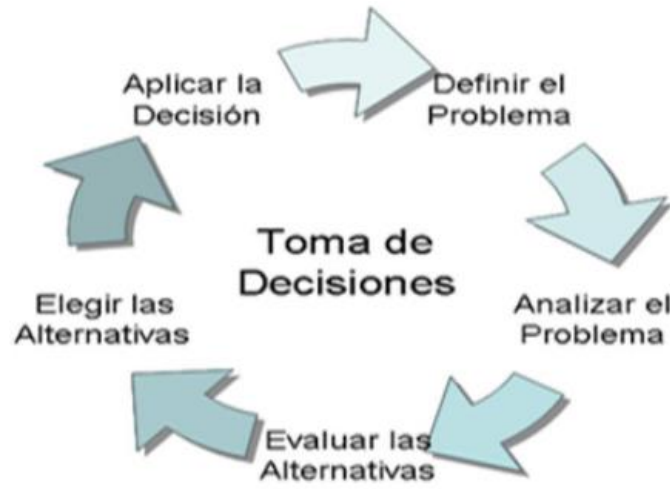 Aplicar la
Decisión
Definir el
Problema
Toma de
Decisiones
Elegir las
Alternativas
Analizar el
Problema
Evaluar las
Alternativas